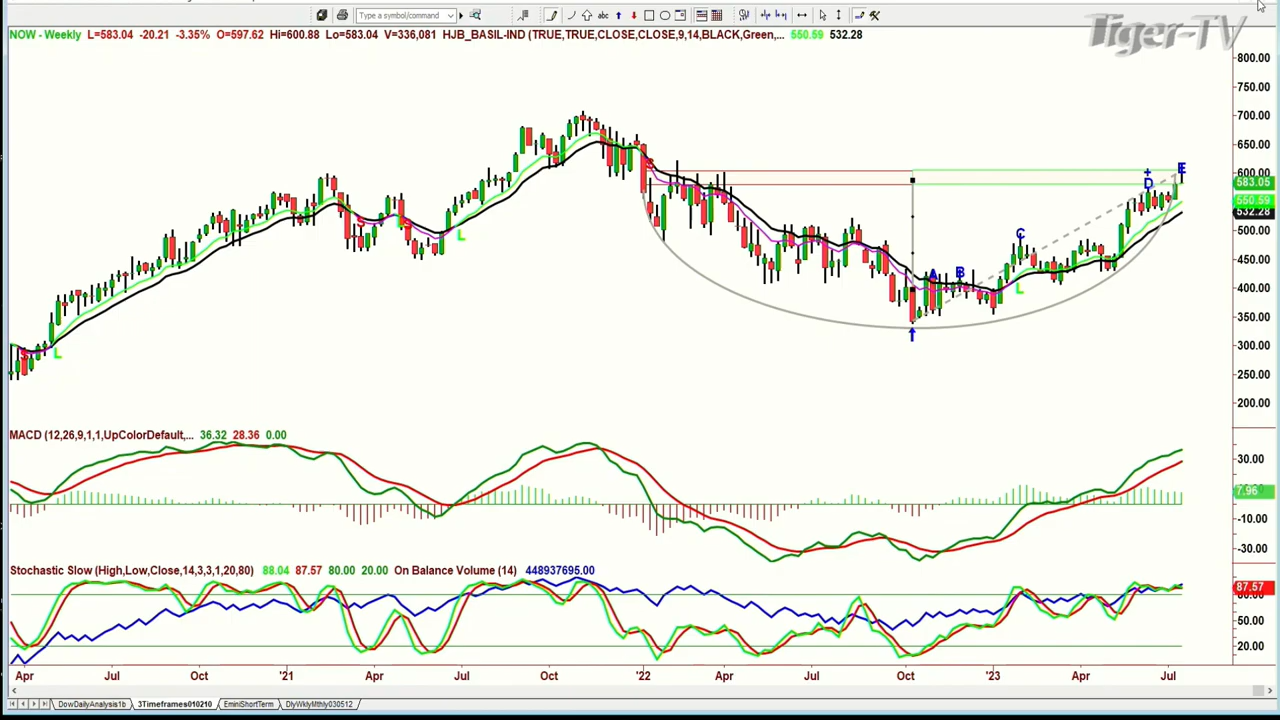 Type a symbol/command
abc
Tiger-TV
NOW - Weekly L=583.04 -20.21 -3.35% O=597.62 Hi=600.88 Lo=583.04 V=336,081 HJB_BASIL-IND (TRUE,TRUE,CLOSE,CLOSE,9,14,BLACK,Green,... 550.59 532.28
800.00
750.00
700.00
650.00
600.00
583.05
550.59
532.28
500.00
450.00
400.00
350.00
300.00
250.00
200.00
S L S L S L S A B C L D E
MACD (12,26,9,1,1,UpColorDefault,... 36.32 28.36 0.00
30.00
7.96
-10.00
-30.00
Stochastic Slow (High,Low,Close,14,3,3,1,20,80) 88.04 87.57 80.00 20.00 On Balance Volume (14) 448937695.00
87.57
50.00
20.00
Apr Jul Oct '21 Apr Jul Oct '22 Apr Jul Oct '23 Apr Jul
DowDailyAnalysis1b 3Timeframes010210 EminiShortTerm DlyWklyMthly030512